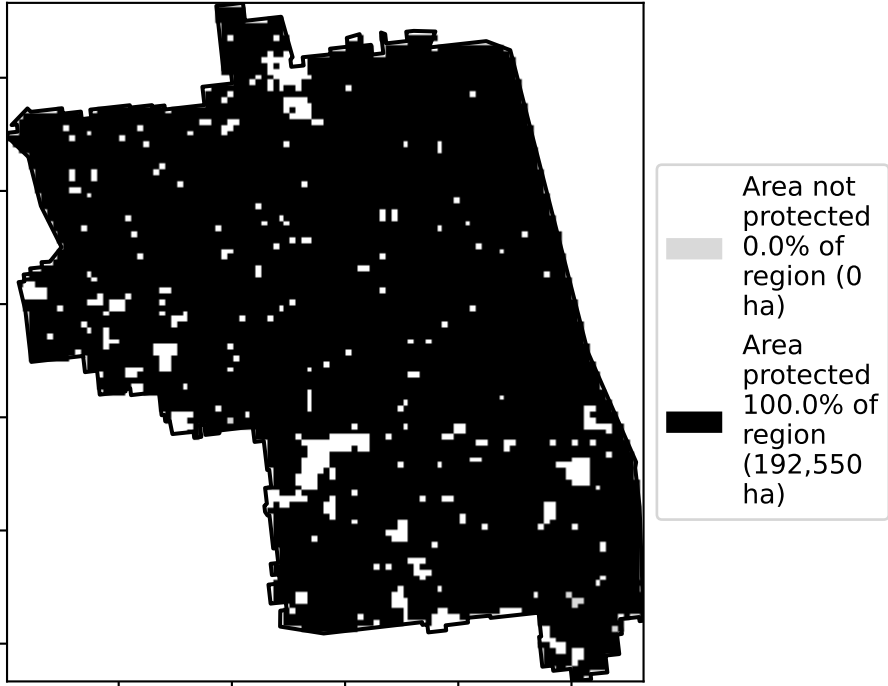 Area not
protected
0.0% of
region (0
ha)
Area
protected
100.0% of
region
(192,550
ha)